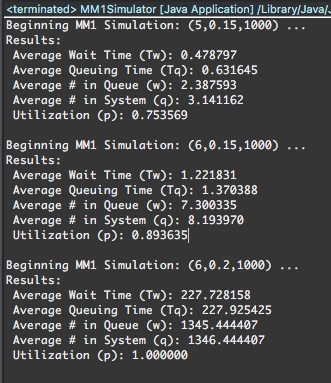 <terminated> MM1Simulator [Java Application] /Library/Java/J
Beginning MM1 Simulation: (5,0.15,1000) ...
Results:
Average Wait Time (Tw): 0.478797
Average Queuing Time (Tq): 0.631645
Average # in Queue (w): 2.387593
Average # in System (q): 3.141162
Utilization (p): 0.753569
Beginning MM1 Simulation: (6,0.15,1000) ...
Results:
Average Wait Time (Tw): 1.221831
Average Queuing Time (Tq): 1.370388
Average # in Queue (w): 7.300335
Average # in System (q): 8.193970
Utilization (p): 0.893635
Beginning MM1 Simulation: (6,0.2,1000) ...
Results:
Average Wait Time (Tw): 227.728158
Average Queuing Time (Tq): 227.925425
Average # in Queue (w): 1345.444407
Average # in System (q): 1346.444407
Utilization (p): 1.000000